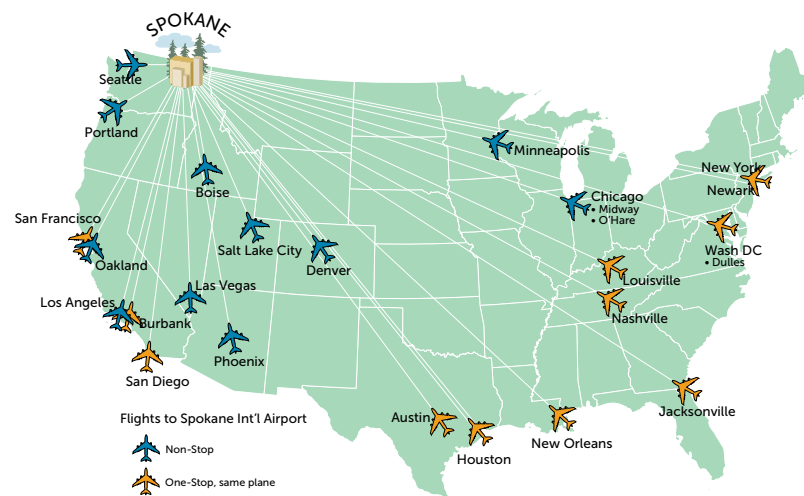 SPOKANE
Seattle
Portland
Minneapolis
Boise
New York
Newark
Chicago
• Midway
• O'Hare
San Francisco
Oakland
Salt Lake City
Denver
Wash DC
• Dulles
Louisville
Las Vegas
Los Angeles
Burbank
Nashville
Phoenix
San Diego
Jacksonville
Austin
Houston
New Orleans
Flights to Spokane Int'l Airport
Non-Stop
One-Stop, same plane